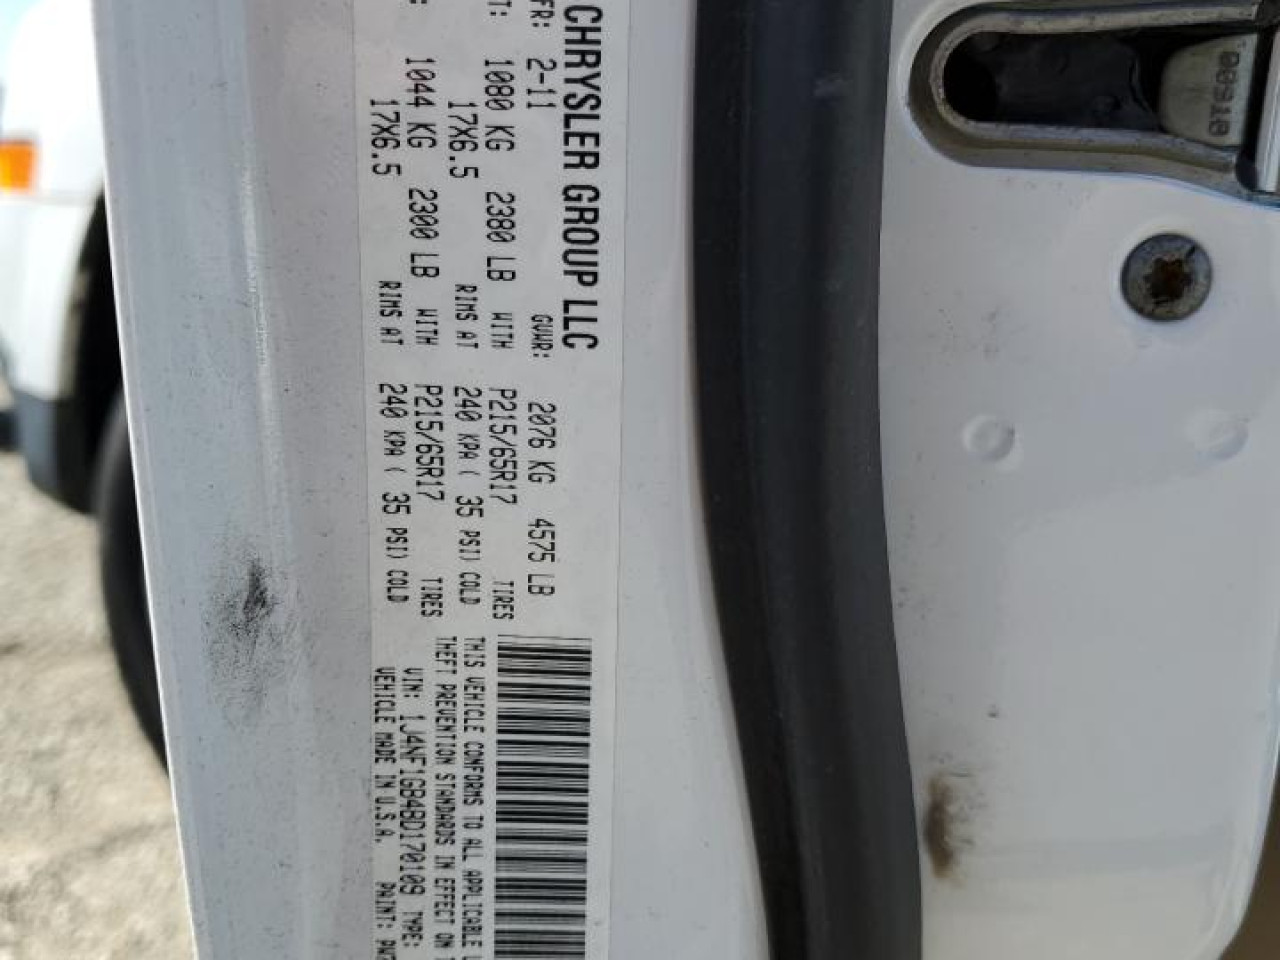 CHRYSLER GROUP LLC
FR: 2-11 GVWR: 2076 KG 4575 LB
T: 1080 KG 2380 LB WITH P215/65R17 TIRES
17X6.5 RIMS AT 240 KPA ( 35 PSI) COLD
1044 KG 2300 LB WITH P215/65R17 TIRES
17X6.5 RIMS AT 240 KPA ( 35 PSI) COLD
THIS VEHICLE CONFORMS TO ALL APPLICABLE
THEFT PREVENTION STANDARDS IN EFFECT ON T
VIN: 1J4NF1GB4BD170109 TYPE:
VEHICLE MADE IN U.S.A. PAINT: PW7